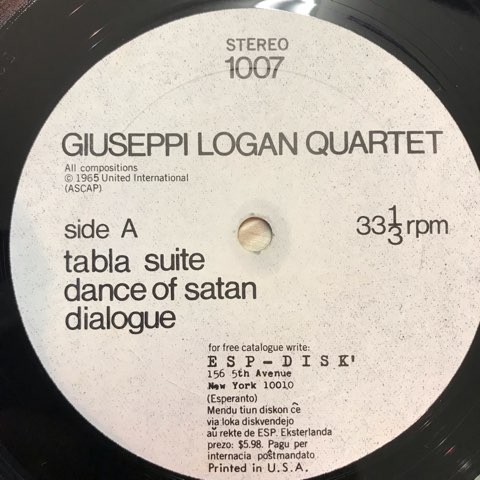 STEREO
1007
GIUSEPPI LOGAN QUARTET
All compositions
© 1965 United International
(ASCAP)
side A
33⅓ rpm
tabla suite
dance of satan
dialogue
for free catalogue write:
ESP-DISK'
156 5th Avenue
New York 10010
(Esperanto)
Mendu tiun diskon ĉe
via loka diskvendejo
aŭ rekte de ESP. Eksterlanda
prezo: $5.98. Pagu per
internacia poŝtmandato
Printed in U.S.A.